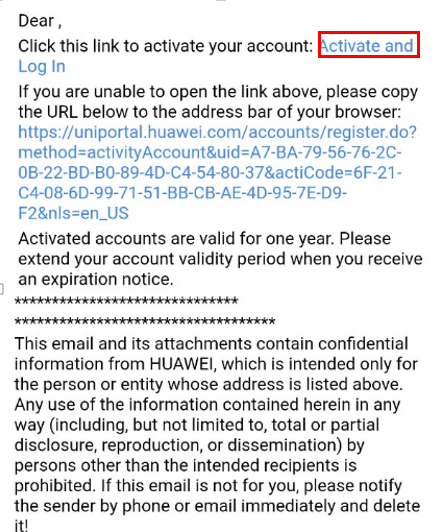 Dear ,
Click this link to activate your account: Activate and
Log In
If you are unable to open the link above, please copy
the URL below to the address bar of your browser:
https://uniportal.huawei.com/accounts/register.do?
method=activityAccount&uid=A7-BA-79-56-76-2C-
0B-22-BD-B0-89-4D-C4-54-80-37&actiCode=6F-21-
C4-08-6D-99-71-51-BB-CB-AE-4D-95-7E-D9-
F2&nls=en_US
Activated accounts are valid for one year. Please
extend your account validity period when you receive
an expiration notice.
******************************
***********************************
This email and its attachments contain confidential
information from HUAWEI, which is intended only for
the person or entity whose address is listed above.
Any use of the information contained herein in any
way (including, but not limited to, total or partial
disclosure, reproduction, or dissemination) by
persons other than the intended recipients is
prohibited. If this email is not for you, please notify
the sender by phone or email immediately and delete
it!